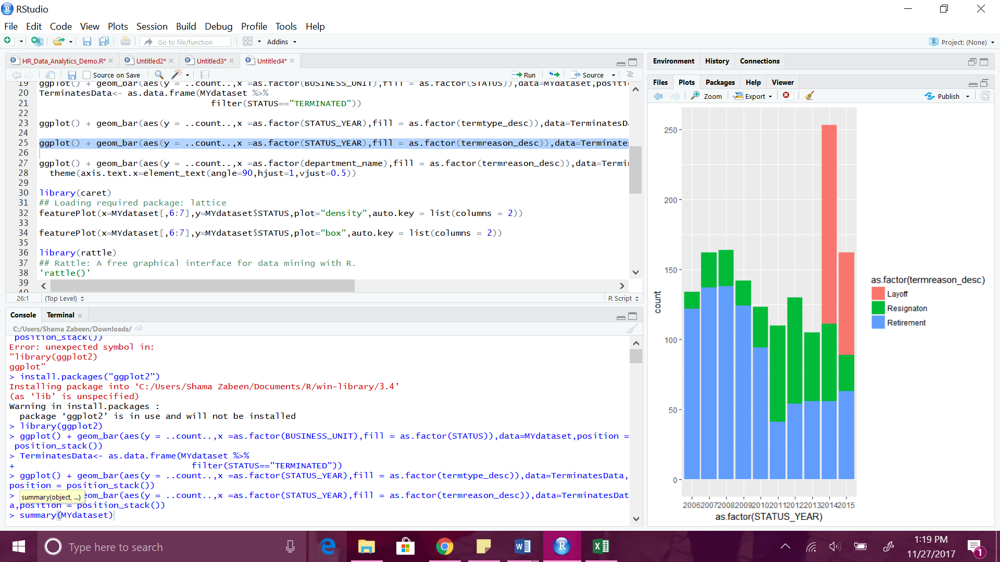 RStudio
File Edit Code View Plots Session Build Debug Profile Tools Help
Go to file/function Addins Project: (None)
HR_Data_Analytics_Demo.R* Untitled2* Untitled3* Untitled4*
Source on Save Run Source
19 ggplot() + geom_bar(aes(y = ..count..,x =as.factor(BUSINESS_UNIT),fill = as.factor(STATUS)),data=MYdataset,positi
20 TerminatesData<- as.data.frame(MYdataset %>%
21 filter(STATUS=="TERMINATED"))
22
23 ggplot() + geom_bar(aes(y = ..count..,x =as.factor(STATUS_YEAR),fill = as.factor(termtype_desc)),data=TerminatesDa
24
25 ggplot() + geom_bar(aes(y = ..count..,x =as.factor(STATUS_YEAR),fill = as.factor(termreason_desc)),data=Terminates
26
27 ggplot() + geom_bar(aes(y = ..count..,x =as.factor(department_name),fill = as.factor(termreason_desc)),data=Termin
28 theme(axis.text.x=element_text(angle=90,hjust=1,vjust=0.5))
29
30 library(caret)
31 ## Loading required package: lattice
32 featurePlot(x=MYdataset[,6:7],y=MYdataset$STATUS,plot="density",auto.key = list(columns = 2))
33
34 featurePlot(x=MYdataset[,6:7],y=MYdataset$STATUS,plot="box",auto.key = list(columns = 2))
35
36 library(rattle)
37 ## Rattle: A free graphical interface for data mining with R.
38 'rattle()'
39
40
26:1 (Top Level) R Script
Console Terminal
C:/Users/Shama Zabeen/Downloads/
position_stack())
Error: unexpected symbol in:
"library(ggplot2)
ggplot"
> install.packages("ggplot2")
Installing package into ‘C:/Users/Shama Zabeen/Documents/R/win-library/3.4’
(as ‘lib’ is unspecified)
Warning in install.packages :
package ‘ggplot2’ is in use and will not be installed
> library(ggplot2)
> ggplot() + geom_bar(aes(y = ..count..,x =as.factor(BUSINESS_UNIT),fill = as.factor(STATUS)),data=MYdataset,position =
position_stack())
> TerminatesData<- as.data.frame(MYdataset %>%
+ filter(STATUS=="TERMINATED"))
> ggplot() + geom_bar(aes(y = ..count..,x =as.factor(STATUS_YEAR),fill = as.factor(termtype_desc)),data=TerminatesData,
position = position_stack())
> eom_bar(aes(y = ..count..,x =as.factor(STATUS_YEAR),fill = as.factor(termreason_desc)),data=TerminatesDat
summary(object, ...)
a,position = position_stack())
> summary(MYdataset)
Environment History Connections
Files Plots Packages Help Viewer
Zoom Export Publish
250
200
150
100
50
0
count
2006 2007 2008 2009 2010 2011 2012 2013 2014 2015
as.factor(STATUS_YEAR)
as.factor(termreason_desc)
Layoff
Resignaton
Retirement
Type here to search
1:19 PM
11/27/2017
1